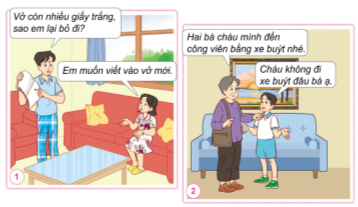 Vở còn nhiều giấy trắng,
sao em lại bỏ đi?
Em muốn viết vào vở mới.
1
Hai bà cháu mình đến
công viên bằng xe buýt nhé.
Cháu không đi
xe buýt đâu bà ạ.
2